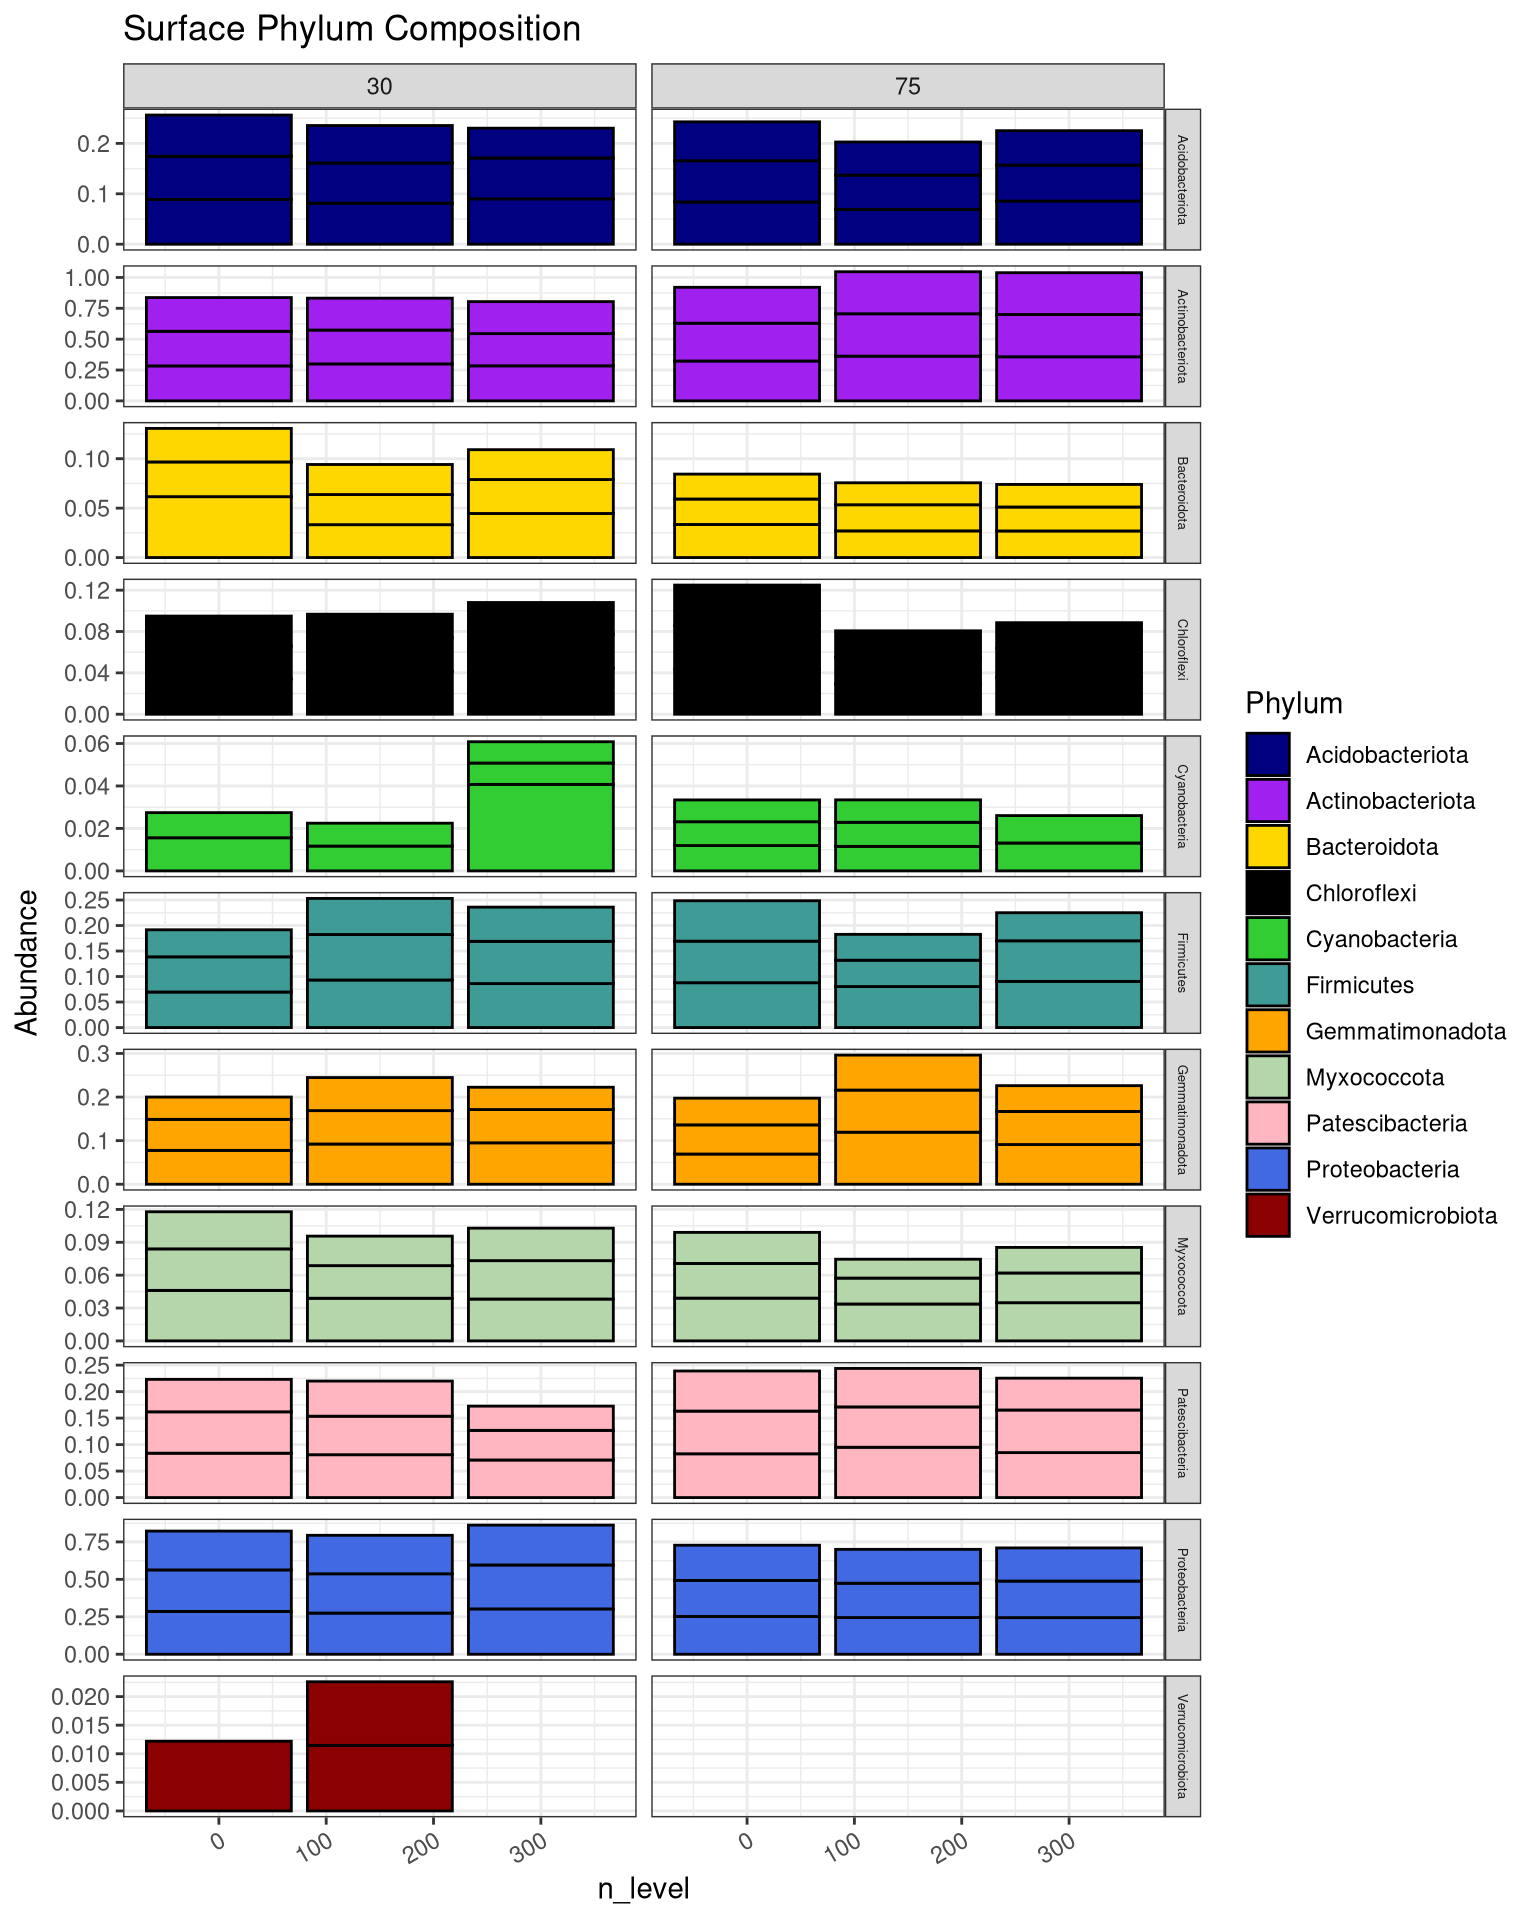 Surface Phylum Composition
30
75
0.2
0.1
0.0
Acidobacteriota
1.00
0.75
0.50
0.25
0.00
Actinobacteriota
0.10
0.05
0.00
Bacteroidota
0.12
0.08
0.04
0.00
Chloroflexi
0.06
0.04
0.02
0.00
Cyanobacteria
0.25
0.20
0.15
0.10
0.05
0.00
Firmicutes
0.3
0.2
0.1
0.0
Gemmatimonadota
0.12
0.09
0.06
0.03
0.00
Myxococcota
0.25
0.20
0.15
0.10
0.05
0.00
Patescibacteria
0.75
0.50
0.25
0.00
Proteobacteria
0.020
0.015
0.010
0.005
0.000
Verrucomicrobiota
0 100 200 300
0 100 200 300
n_level
Abundance
Phylum
Acidobacteriota
Actinobacteriota
Bacteroidota
Chloroflexi
Cyanobacteria
Firmicutes
Gemmatimonadota
Myxococcota
Patescibacteria
Proteobacteria
Verrucomicrobiota